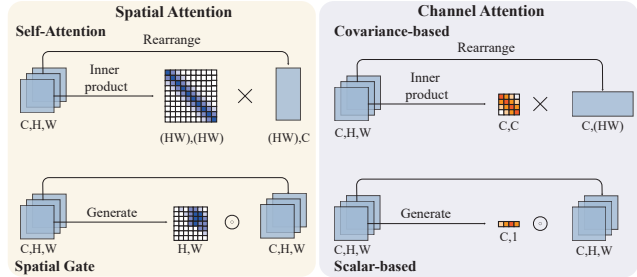 Spatial Attention
Self-Attention
Rearrange
Inner
product
C,H,W
(HW),(HW)
(HW),C
Generate
C,H,W
H,W
C,H,W
Spatial Gate
Channel Attention
Covariance-based
Rearrange
Inner
product
C,H,W
C,C
C,(HW)
Generate
C,H,W
C,1
C,H,W
Scalar-based